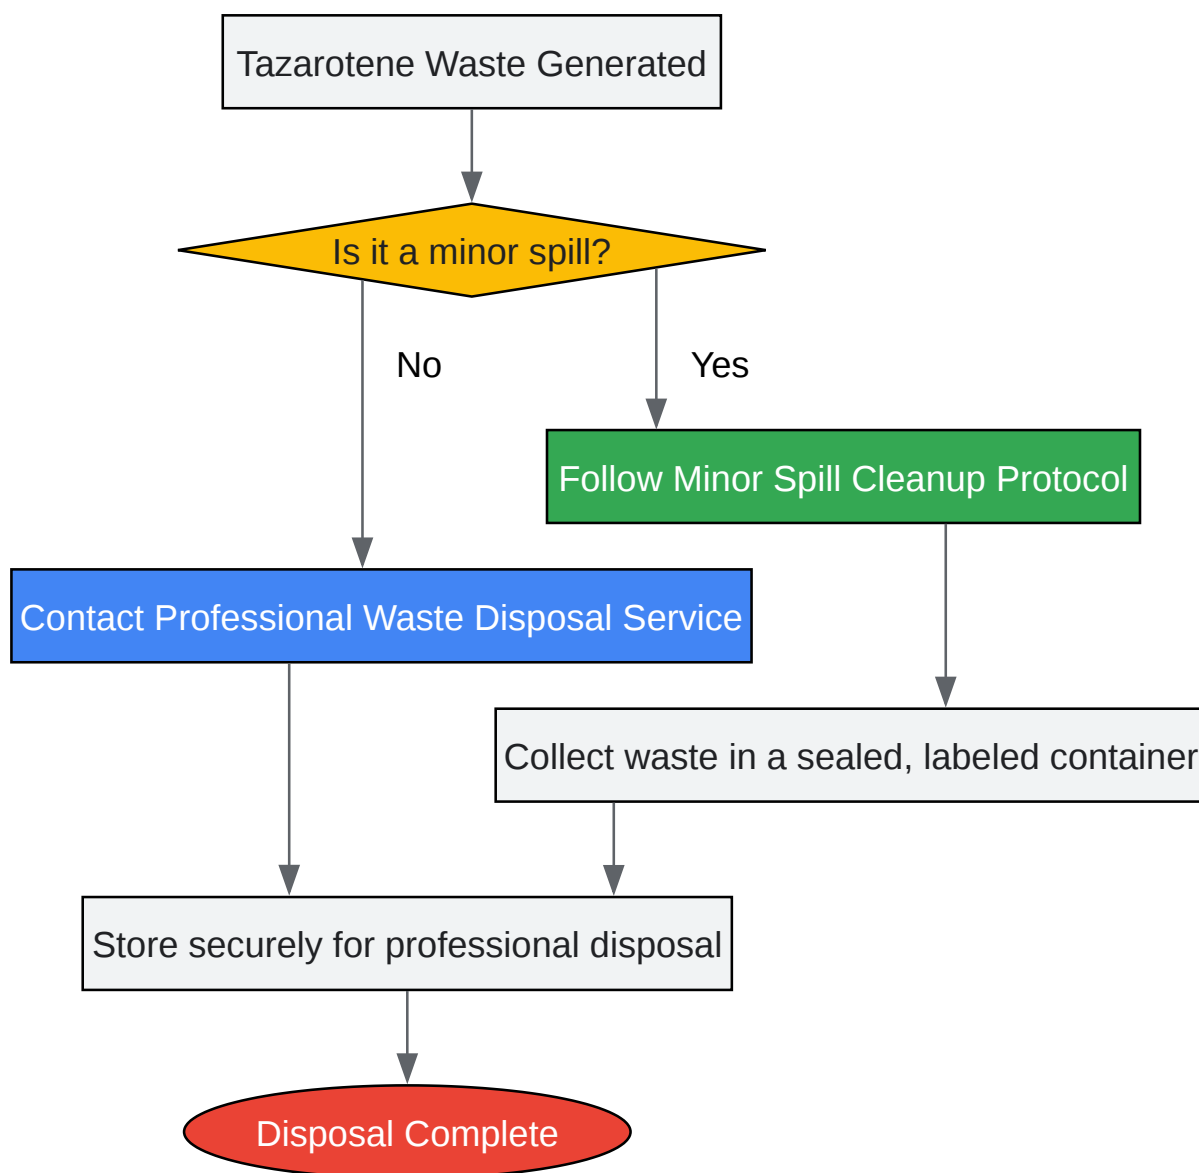 Tazarotene Waste Generated
Is it a minor spill?
No
Yes
Follow Minor Spill Cleanup Protocol
Contact Professional Waste Disposal Service
Collect waste in a sealed, labeled container
Store securely for professional disposal
Disposal Complete